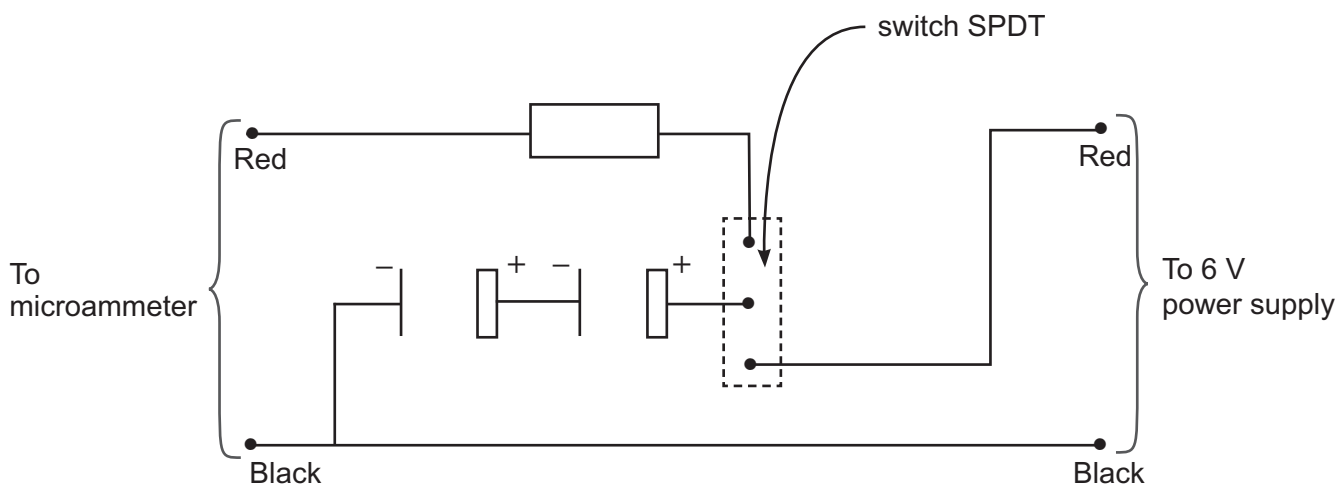 switch SPDT
Red
Red
− + − +
To
microammeter
To 6 V
power supply
Black
Black